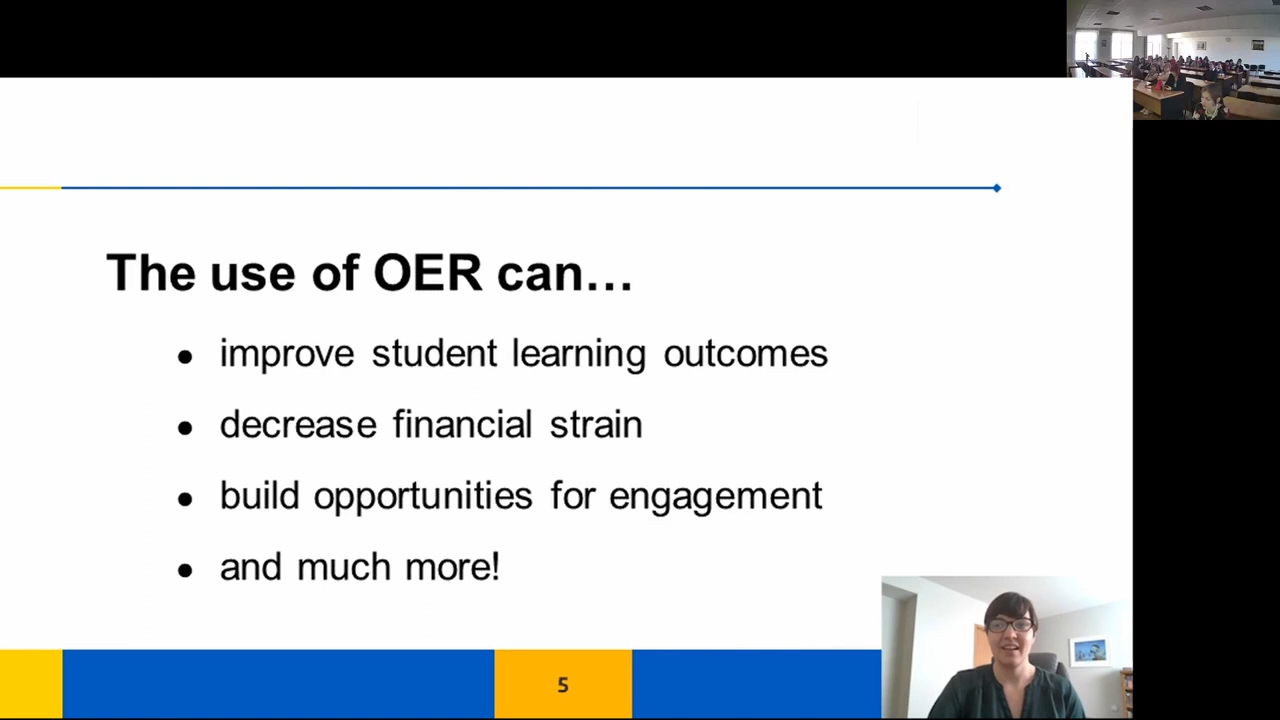 The use of OER can…
● improve student learning outcomes
● decrease financial strain
● build opportunities for engagement
● and much more!
5